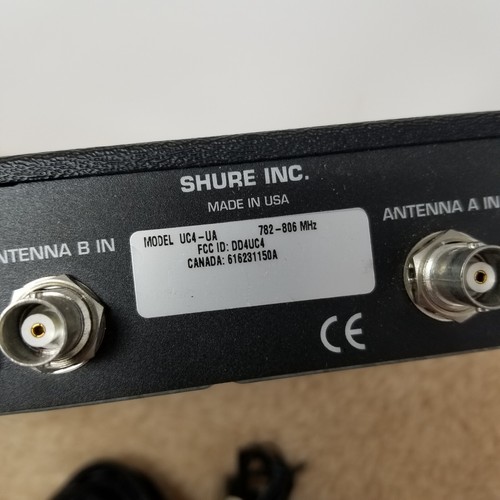 SHURE INC.
MADE IN USA
ANTENNA B IN
ANTENNA A IN
MODEL UC4-UA 782-806 MHz
FCC ID: DD4UC4
CANADA: 616231150A
CE